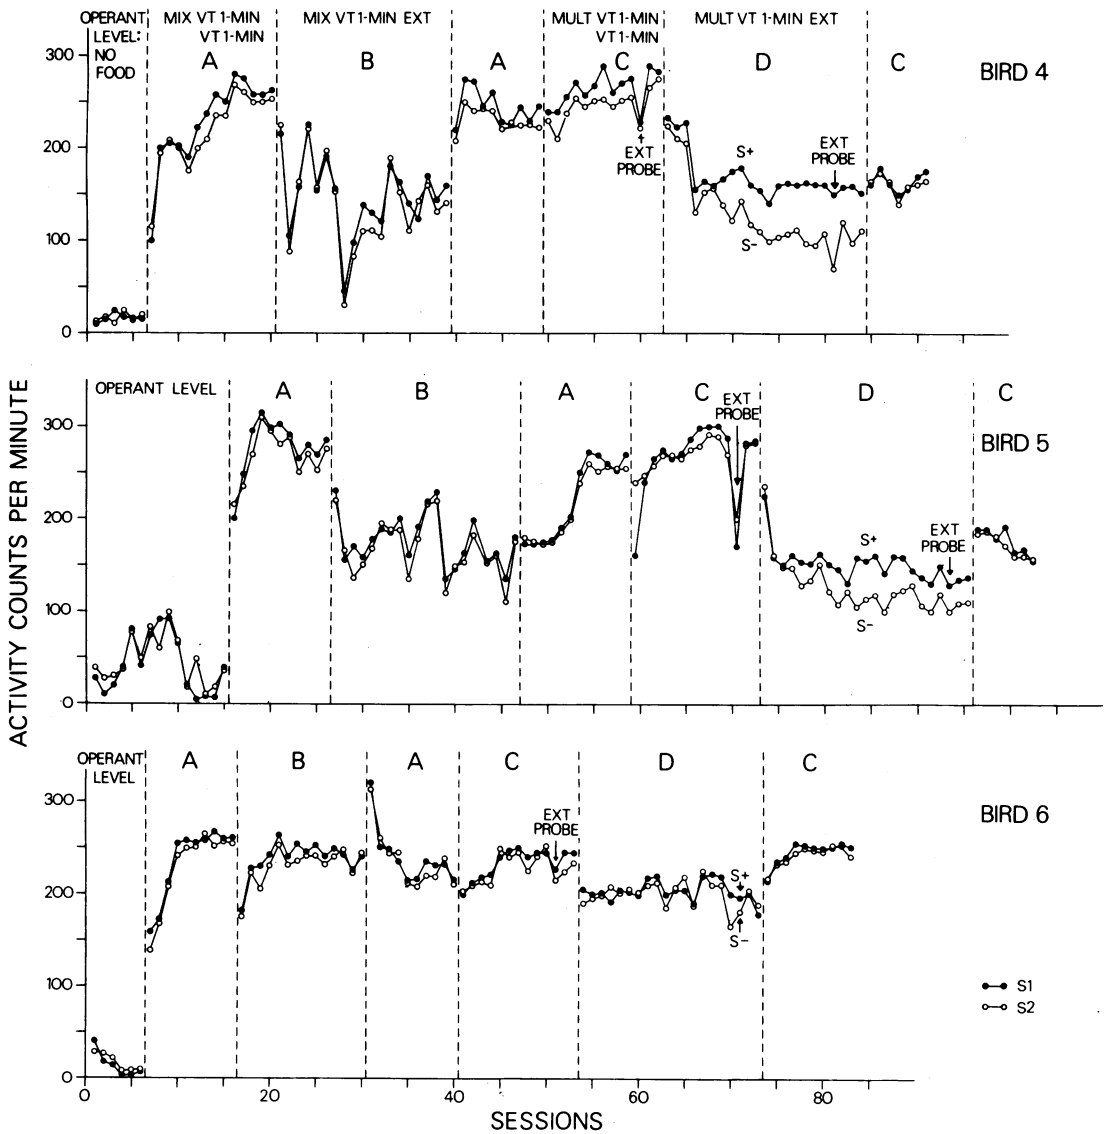 OPERANT LEVEL: NO FOOD
MIX VT 1-MIN VT 1-MIN
MIX VT 1-MIN EXT
MULT VT 1-MIN VT 1-MIN
MULT VT 1-MIN EXT
A
B
A
C
D
C
BIRD 4
300
200
100
0
EXT PROBE
S+
EXT PROBE
S-
OPERANT LEVEL
A
B
A
C
D
C
BIRD 5
300
200
100
0
EXT PROBE
S+
EXT PROBE
S-
ACTIVITY COUNTS PER MINUTE
OPERANT LEVEL
A
B
A
C
D
C
BIRD 6
300
200
100
0
EXT PROBE
S+
S-
S1
S2
0
20
40
60
80
SESSIONS